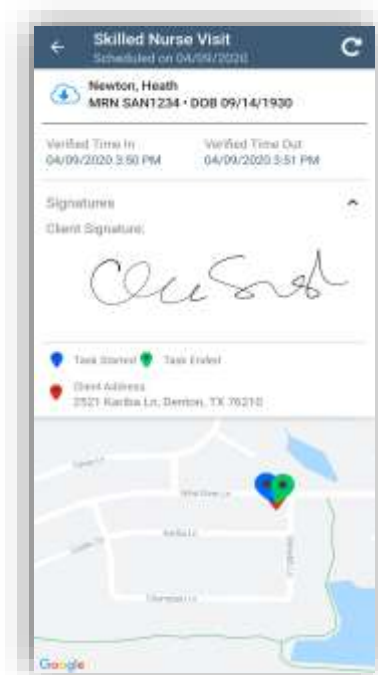 Skilled Nurse Visit
Scheduled on 04/09/2020
Newton, Heath
MRN SAN1234 • DOB 09/14/1930
Verified Time In
Verified Time Out
04/09/2020 3:50 PM
04/09/2020 3:51 PM
Signatures
Client Signature:
Task Started
Task Ended
Client Address
2521 Kariba Ln, Denton, TX 76210
Google